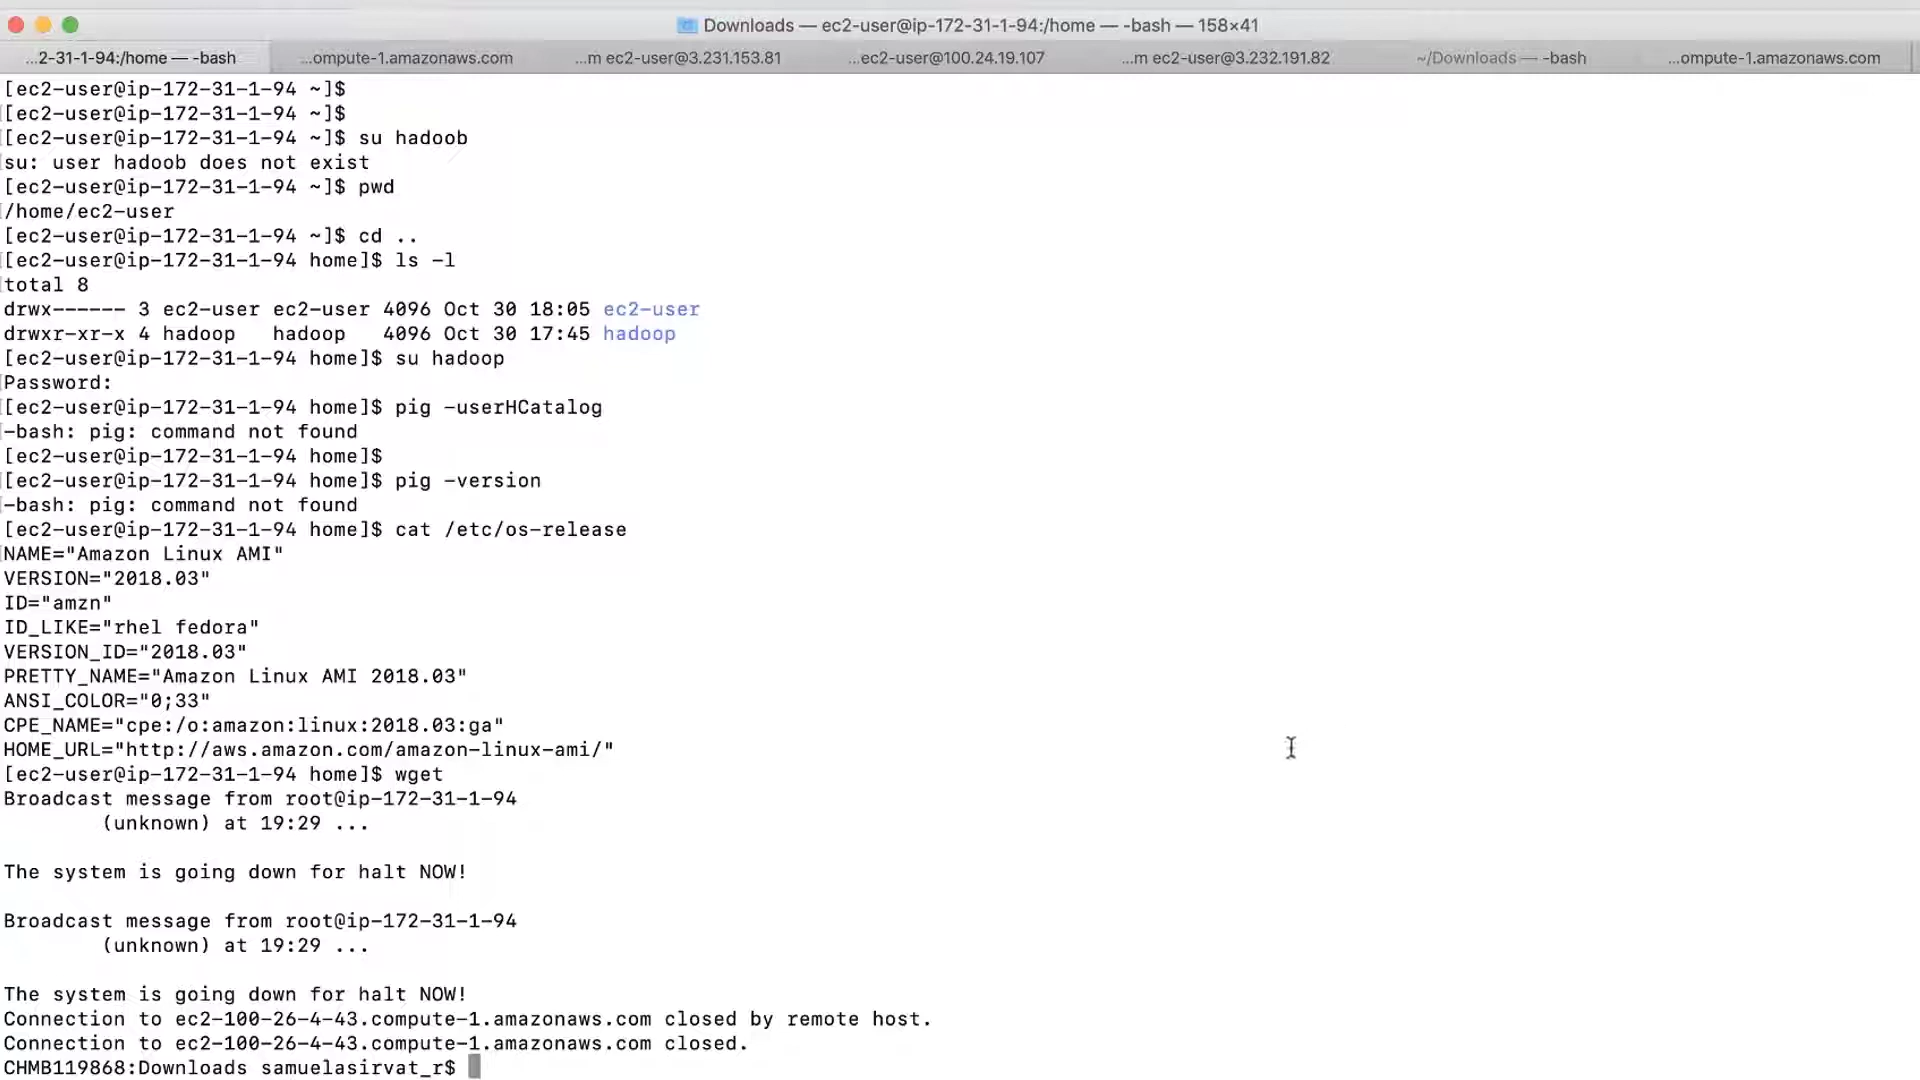 Downloads — ec2-user@ip-172-31-1-94:/home — -bash — 158×41
...2-31-1-94:/home — -bash ...ompute-1.amazonaws.com ...m ec2-user@3.231.153.81 ...ec2-user@100.24.19.107 ...m ec2-user@3.232.191.82 ~/Downloads — -bash ...ompute-1.amazonaws.com
[ec2-user@ip-172-31-1-94 ~]$
[ec2-user@ip-172-31-1-94 ~]$
[ec2-user@ip-172-31-1-94 ~]$ su hadoob
su: user hadoob does not exist
[ec2-user@ip-172-31-1-94 ~]$ pwd
/home/ec2-user
[ec2-user@ip-172-31-1-94 ~]$ cd ..
[ec2-user@ip-172-31-1-94 home]$ ls -l
total 8
drwx------ 3 ec2-user ec2-user 4096 Oct 30 18:05 ec2-user
drwxr-xr-x 4 hadoop   hadoop   4096 Oct 30 17:45 hadoop
[ec2-user@ip-172-31-1-94 home]$ su hadoop
Password:
[ec2-user@ip-172-31-1-94 home]$ pig -userHCatalog
-bash: pig: command not found
[ec2-user@ip-172-31-1-94 home]$
[ec2-user@ip-172-31-1-94 home]$ pig -version
-bash: pig: command not found
[ec2-user@ip-172-31-1-94 home]$ cat /etc/os-release
NAME="Amazon Linux AMI"
VERSION="2018.03"
ID="amzn"
ID_LIKE="rhel fedora"
VERSION_ID="2018.03"
PRETTY_NAME="Amazon Linux AMI 2018.03"
ANSI_COLOR="0;33"
CPE_NAME="cpe:/o:amazon:linux:2018.03:ga"
HOME_URL="http://aws.amazon.com/amazon-linux-ami/"
[ec2-user@ip-172-31-1-94 home]$ wget
Broadcast message from root@ip-172-31-1-94
(unknown) at 19:29 ...
The system is going down for halt NOW!
Broadcast message from root@ip-172-31-1-94
(unknown) at 19:29 ...
The system is going down for halt NOW!
Connection to ec2-100-26-4-43.compute-1.amazonaws.com closed by remote host.
Connection to ec2-100-26-4-43.compute-1.amazonaws.com closed.
CHMB119868:Downloads samuelasirvat_r$